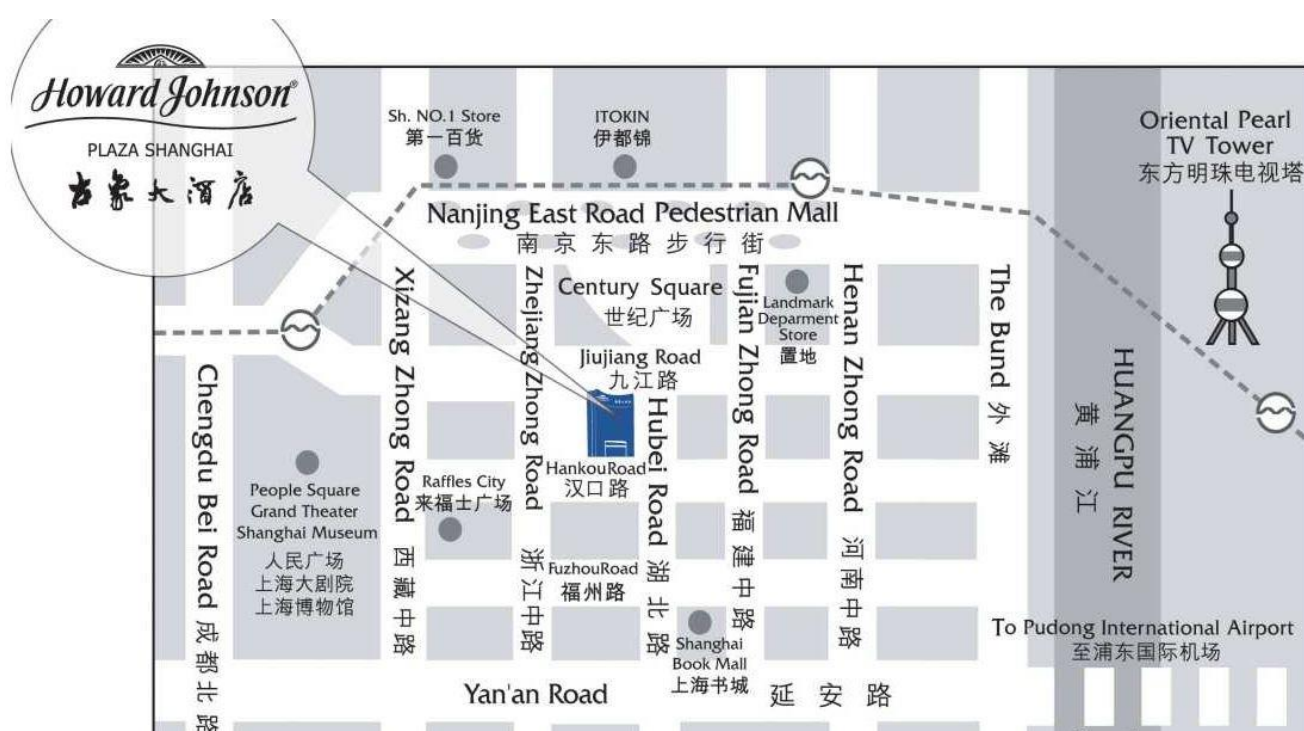 Howard Johnson®
PLAZA SHANGHAI
古象大酒店
Sh. NO.1 Store
第一百货
ITOKIN
伊都锦
Oriental Pearl
TV Tower
东方明珠电视塔
Nanjing East Road Pedestrian Mall
南京东路步行街
Century Square
世纪广场
Landmark
Deparment
Store
置地
Jiujiang Road
九江路
HankouRoad
汉口路
Raffles City
来福士广场
People Square
Grand Theater
Shanghai Museum
人民广场
上海大剧院
上海博物馆
FuzhouRoad
福州路
Shanghai
Book Mall
上海书城
Chengdu Bei Road 成都北路
Xizang Zhong Road 西藏中路
Zhejiang Zhong Road 浙江中路
Hubei Road 湖北路
Fujian Zhong Road 福建中路
Henan Zhong Road 河南中路
The Bund 外滩
HUANGPU RIVER
黄浦江
To Pudong International Airport
至浦东国际机场
Yan'an Road 延安路